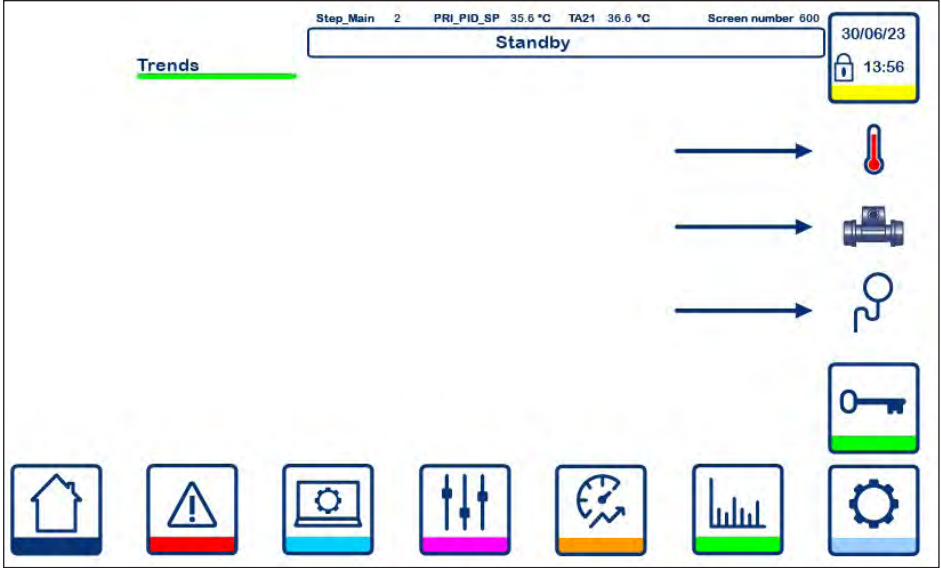 Step_Main 2 PRI_PID_SP 35.6 °C TA21 36.6 °C Screen number 600
Standby
30/06/23
13:56
Trends